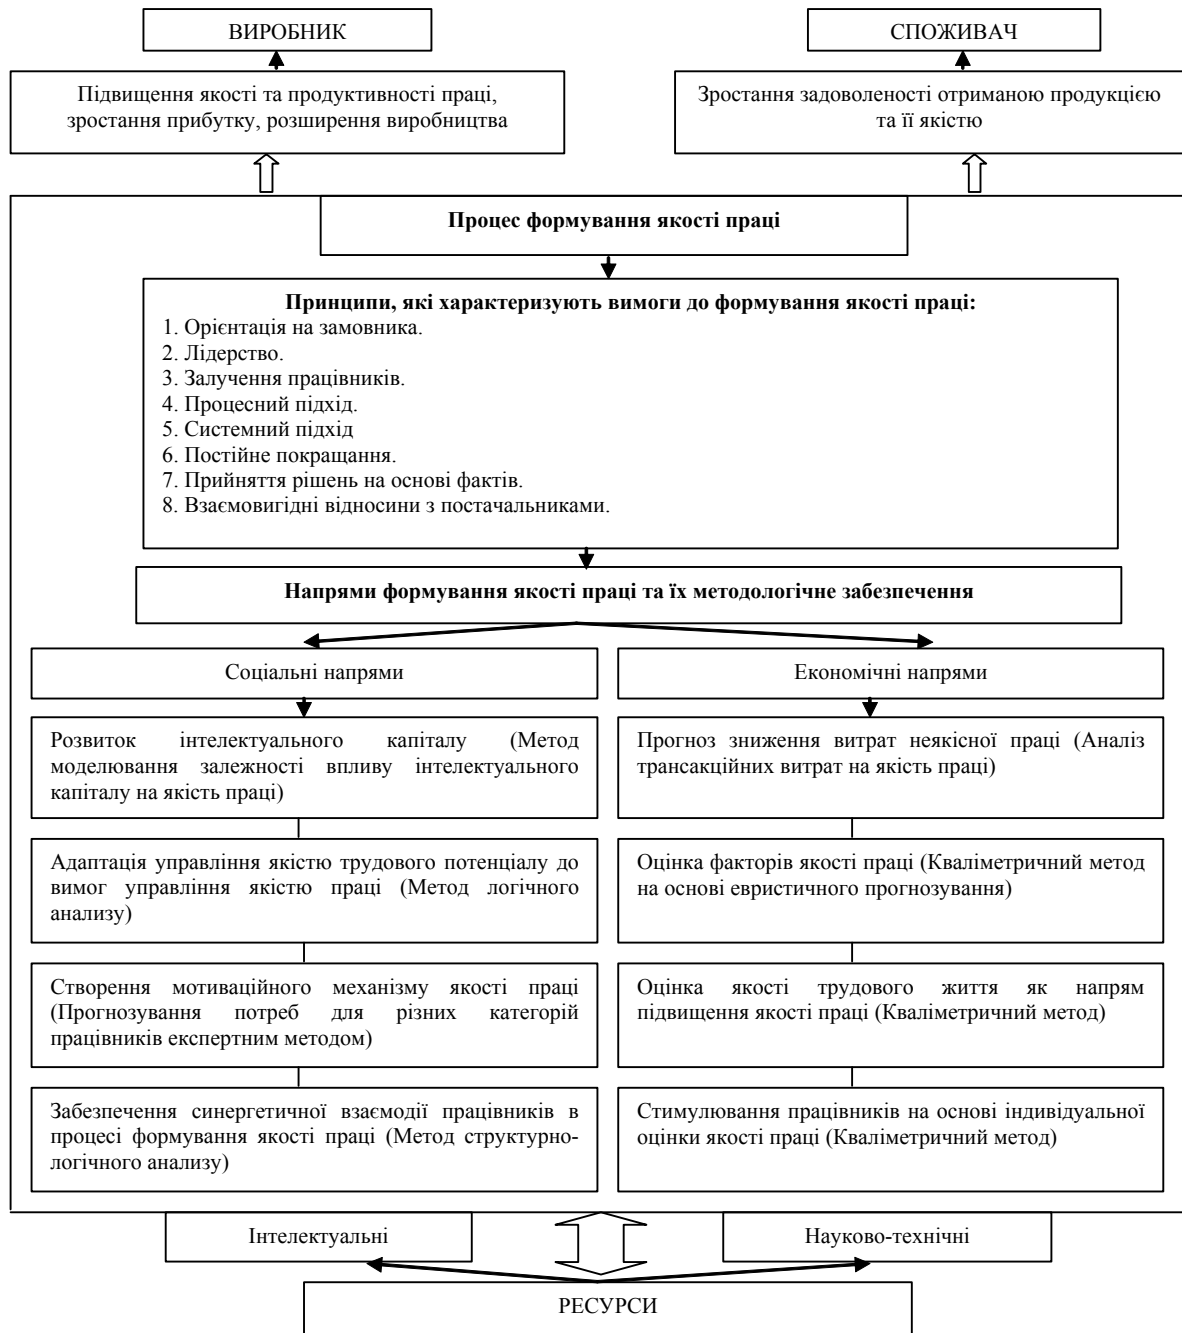 ВИРОБНИК
СПОЖИВАЧ
Підвищення якості та продуктивності праці,
зростання прибутку, розширення виробництва
Зростання задоволеності отриманою продукцією
та її якістю
Процес формування якості праці
Принципи, які характеризують вимоги до формування якості праці:
1. Орієнтація на замовника.
2. Лідерство.
3. Залучення працівників.
4. Процесний підхід.
5. Системний підхід
6. Постійне покращання.
7. Прийняття рішень на основі фактів.
8. Взаємовигідні відносини з постачальниками.
Напрями формування якості праці та їх методологічне забезпечення
Соціальні напрями
Розвиток інтелектуального капіталу (Метод
моделювання залежності впливу інтелектуального
капіталу на якість праці)
Адаптація управління якістю трудового потенціалу до
вимог управління якістю праці (Метод логічного
анализу)
Створення мотиваційного механізму якості праці
(Прогнозування потреб для різних категорій
працівників експертним методом)
Забезпечення синергетичної взаємодії працівників в
процесі формування якості праці (Метод структурно-
логічного анализу)
Економічні напрями
Прогноз зниження витрат неякісної праці (Аналіз
трансакційних витрат на якість праці)
Оцінка факторів якості праці (Кваліметричний метод
на основі евристичного прогнозування)
Оцінка якості трудового життя як напрям
підвищення якості праці (Кваліметричний метод)
Стимулювання працівників на основі індивідуальної
оцінки якості праці (Кваліметричний метод)
Інтелектуальні
Науково-технічні
РЕСУРСИ